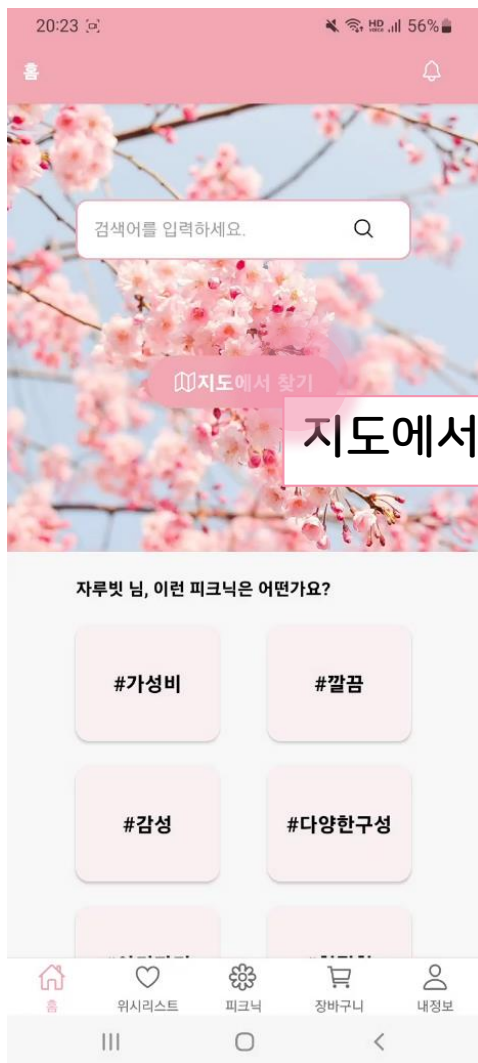 20:23 HD VOICE 56%
홈
검색어를 입력하세요.
지도에서 찾기
지도에서
자루빗 님, 이런 피크닉은 어떤가요?
#가성비 #깔끔
#감성 #다양한구성
홈 위시리스트 피크닉 장바구니 내정보